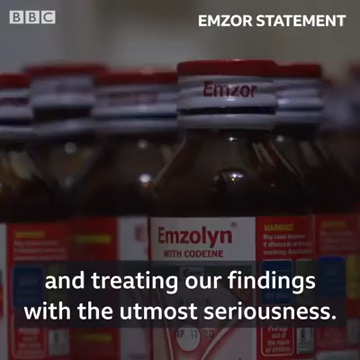 BBC
EMZOR STATEMENT
Emzor
Emzolyn®
WITH CODEINE
WARNING
and treating our findings
with the utmost seriousness.